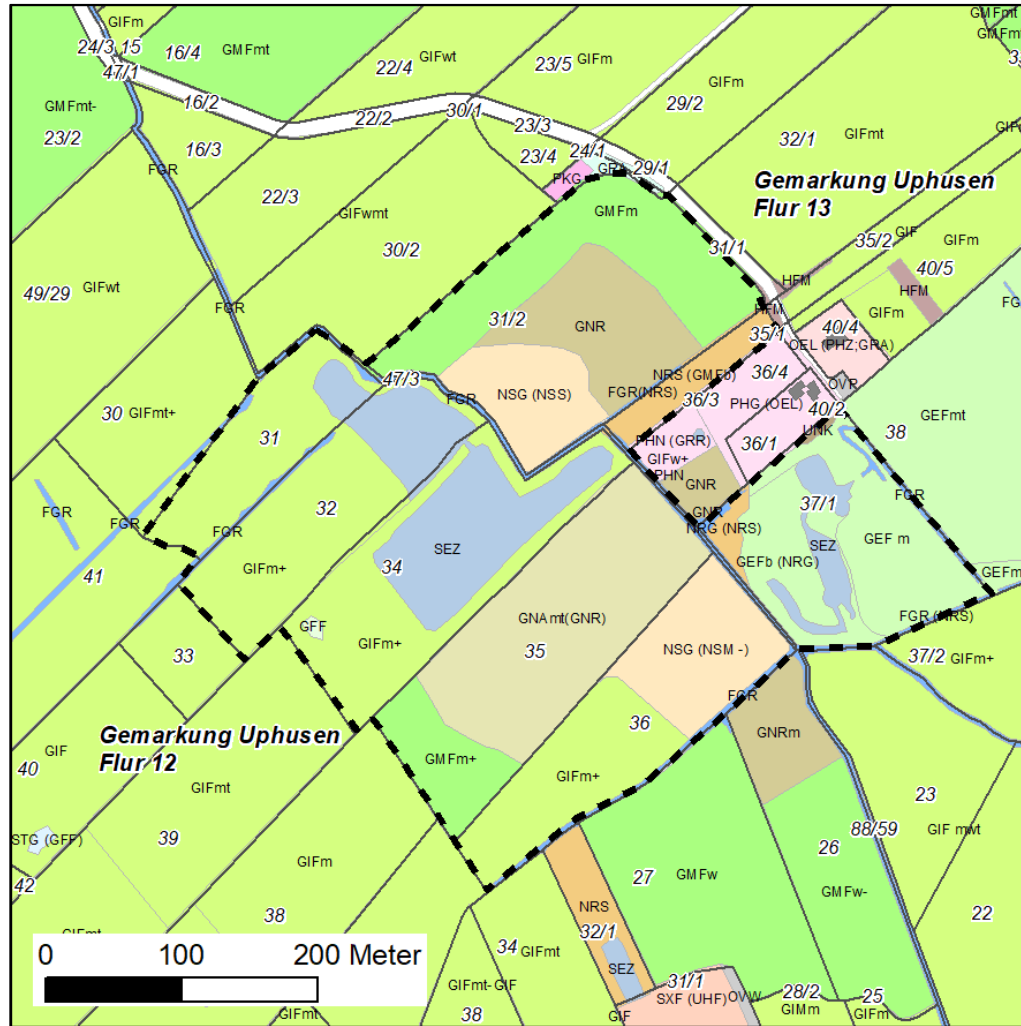 GIFm
24/3
15
16/4
GMFmt
47/1
22/4
GIFwt
23/5
GIFm
GMFmt
GMFmt
GMFmt-
23/2
16/2
22/2
30/1
23/3
29/2
GIFm
32/1
GIFmt
16/3
23/4
24/1
29/1
FGR
PKG
GRA
Gemarkung Uphusen
Flur 13
22/3
GIFwmt
30/2
GMFm
31/1
35/2
GIF
GIFm
49/29
GIFwt
40/5
FGR
HFM
HFM
FGR
31/2
GNR
GIFm
35/1
40/4
OEL (PHZ;GRA)
47/3
NRS (GMFb)
36/4
FGR
NSG (NSS)
FGR(NRS)
36/3
PHG (OEL)
OVP
40/2
30
GIFmt+
31
PHN (GRR)
GIFw+
PHN
36/1
UNK
38
GEFmt
GNR
32
37/1
FGR
FGR
FGR
FGR
GNR
NRG (NRS)
SEZ
SEZ
GEF m
41
GIFm+
34
GEFb (NRG)
GEFm
GFF
GIFm+
GNAmt(GNR)
FGR (NRS)
33
35
NSG (NSM -)
37/2
GIFm+
FGR
Gemarkung Uphusen
Flur 12
36
GNRm
GIF
40
GMFm+
GIFmt
GIFm+
23
STG (GFF)
39
88/59
GIF mwt
42
GIFm
27
GMFw
26
GMFw-
38
NRS
32/1
22
GIFmt
0 100 200 Meter
34
GIFmt
SEZ
GIFmt-
GIF
31/1
SXF (UHF)
OVW
28/2
25
GIFmt
38
GIF
GIMm
GIFm